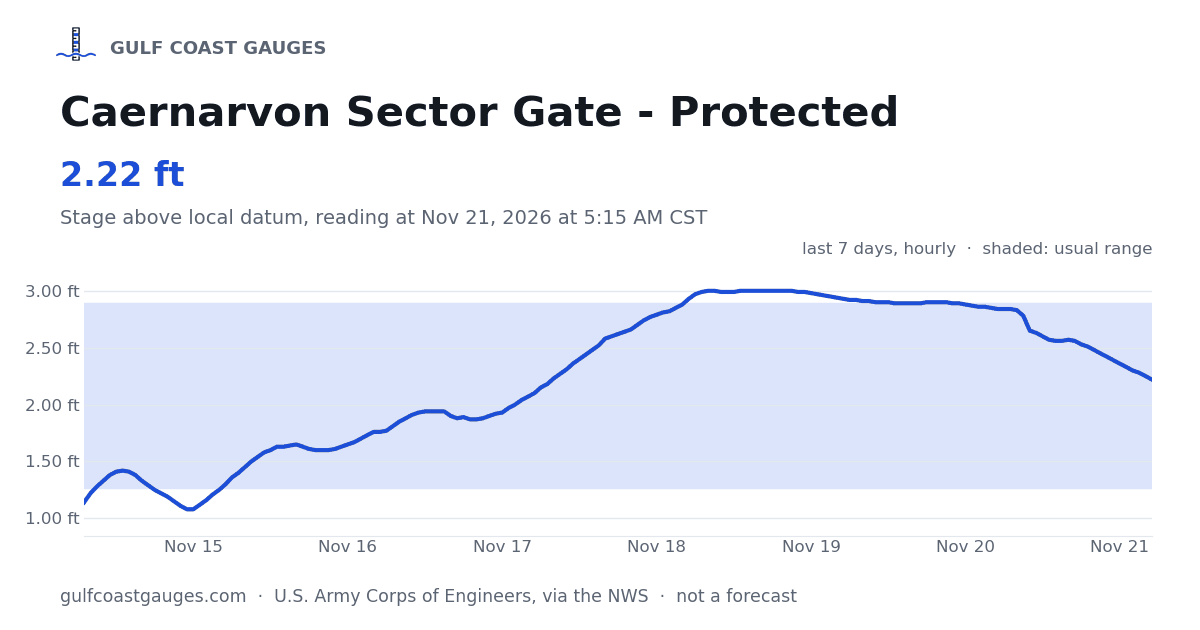 GULF COAST GAUGES
Caernarvon Sector Gate - Protected
2.22 ft
Stage above local datum, reading at Nov 21, 2026 at 5:15 AM CST
last 7 days, hourly · shaded: usual range
3.00 ft
2.50 ft
2.00 ft
1.50 ft
1.00 ft
Nov 15 Nov 16 Nov 17 Nov 18 Nov 19 Nov 20 Nov 21
gulfcoastgauges.com · U.S. Army Corps of Engineers, via the NWS · not a forecast